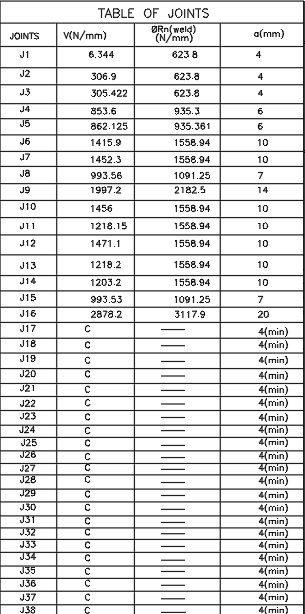 TABLE OF JOINTS
JOINTS V(N/mm) ØRn(weld) (N/mm) a(mm)
J1 6.344 623.8 4
J2 306.9 623.8 4
J3 305.422 623.8 4
J4 853.6 935.3 6
J5 862.125 935.361 6
J6 1415.9 1558.94 10
J7 1452.3 1558.94 10
J8 993.56 1091.25 7
J9 1997.2 2182.5 14
J10 1456 1558.94 10
J11 1218.15 1558.94 10
J12 1471.1 1558.94 10
J13 1218.2 1558.94 10
J14 1203.2 1558.94 10
J15 993.53 1091.25 7
J16 2878.2 3117.9 20
J17 C —— 4(min)
J18 C —— 4(min)
J19 C —— 4(min)
J20 C —— 4(min)
J21 C —— 4(min)
J22 C —— 4(min)
J23 C —— 4(min)
J24 C —— 4(min)
J25 C —— 4(min)
J26 C —— 4(min)
J27 C —— 4(min)
J28 C —— 4(min)
J29 C —— 4(min)
J30 C —— 4(min)
J31 C —— 4(min)
J32 C —— 4(min)
J33 C —— 4(min)
J34 C —— 4(min)
J35 C —— 4(min)
J36 C —— 4(min)
J37 C —— 4(min)
J38 C —— 4(min)